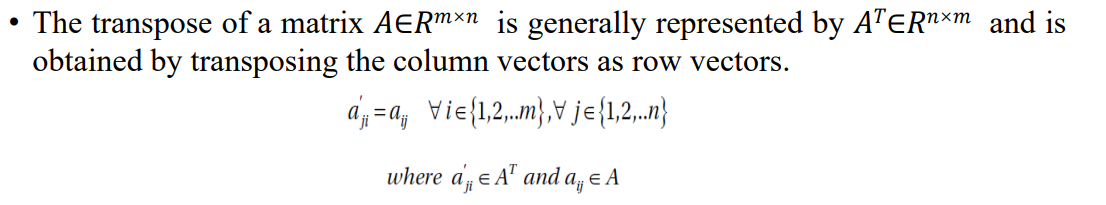 • The transpose of a matrix A∈Rᵐˣⁿ is generally represented by Aᵀ∈Rⁿˣᵐ and is
obtained by transposing the column vectors as row vectors.
a′ⱼᵢ = aᵢⱼ ∀ i∈{1,2,..m},∀ j∈{1,2,..n}
where a′ⱼᵢ ∈ Aᵀ and aᵢⱼ ∈ A